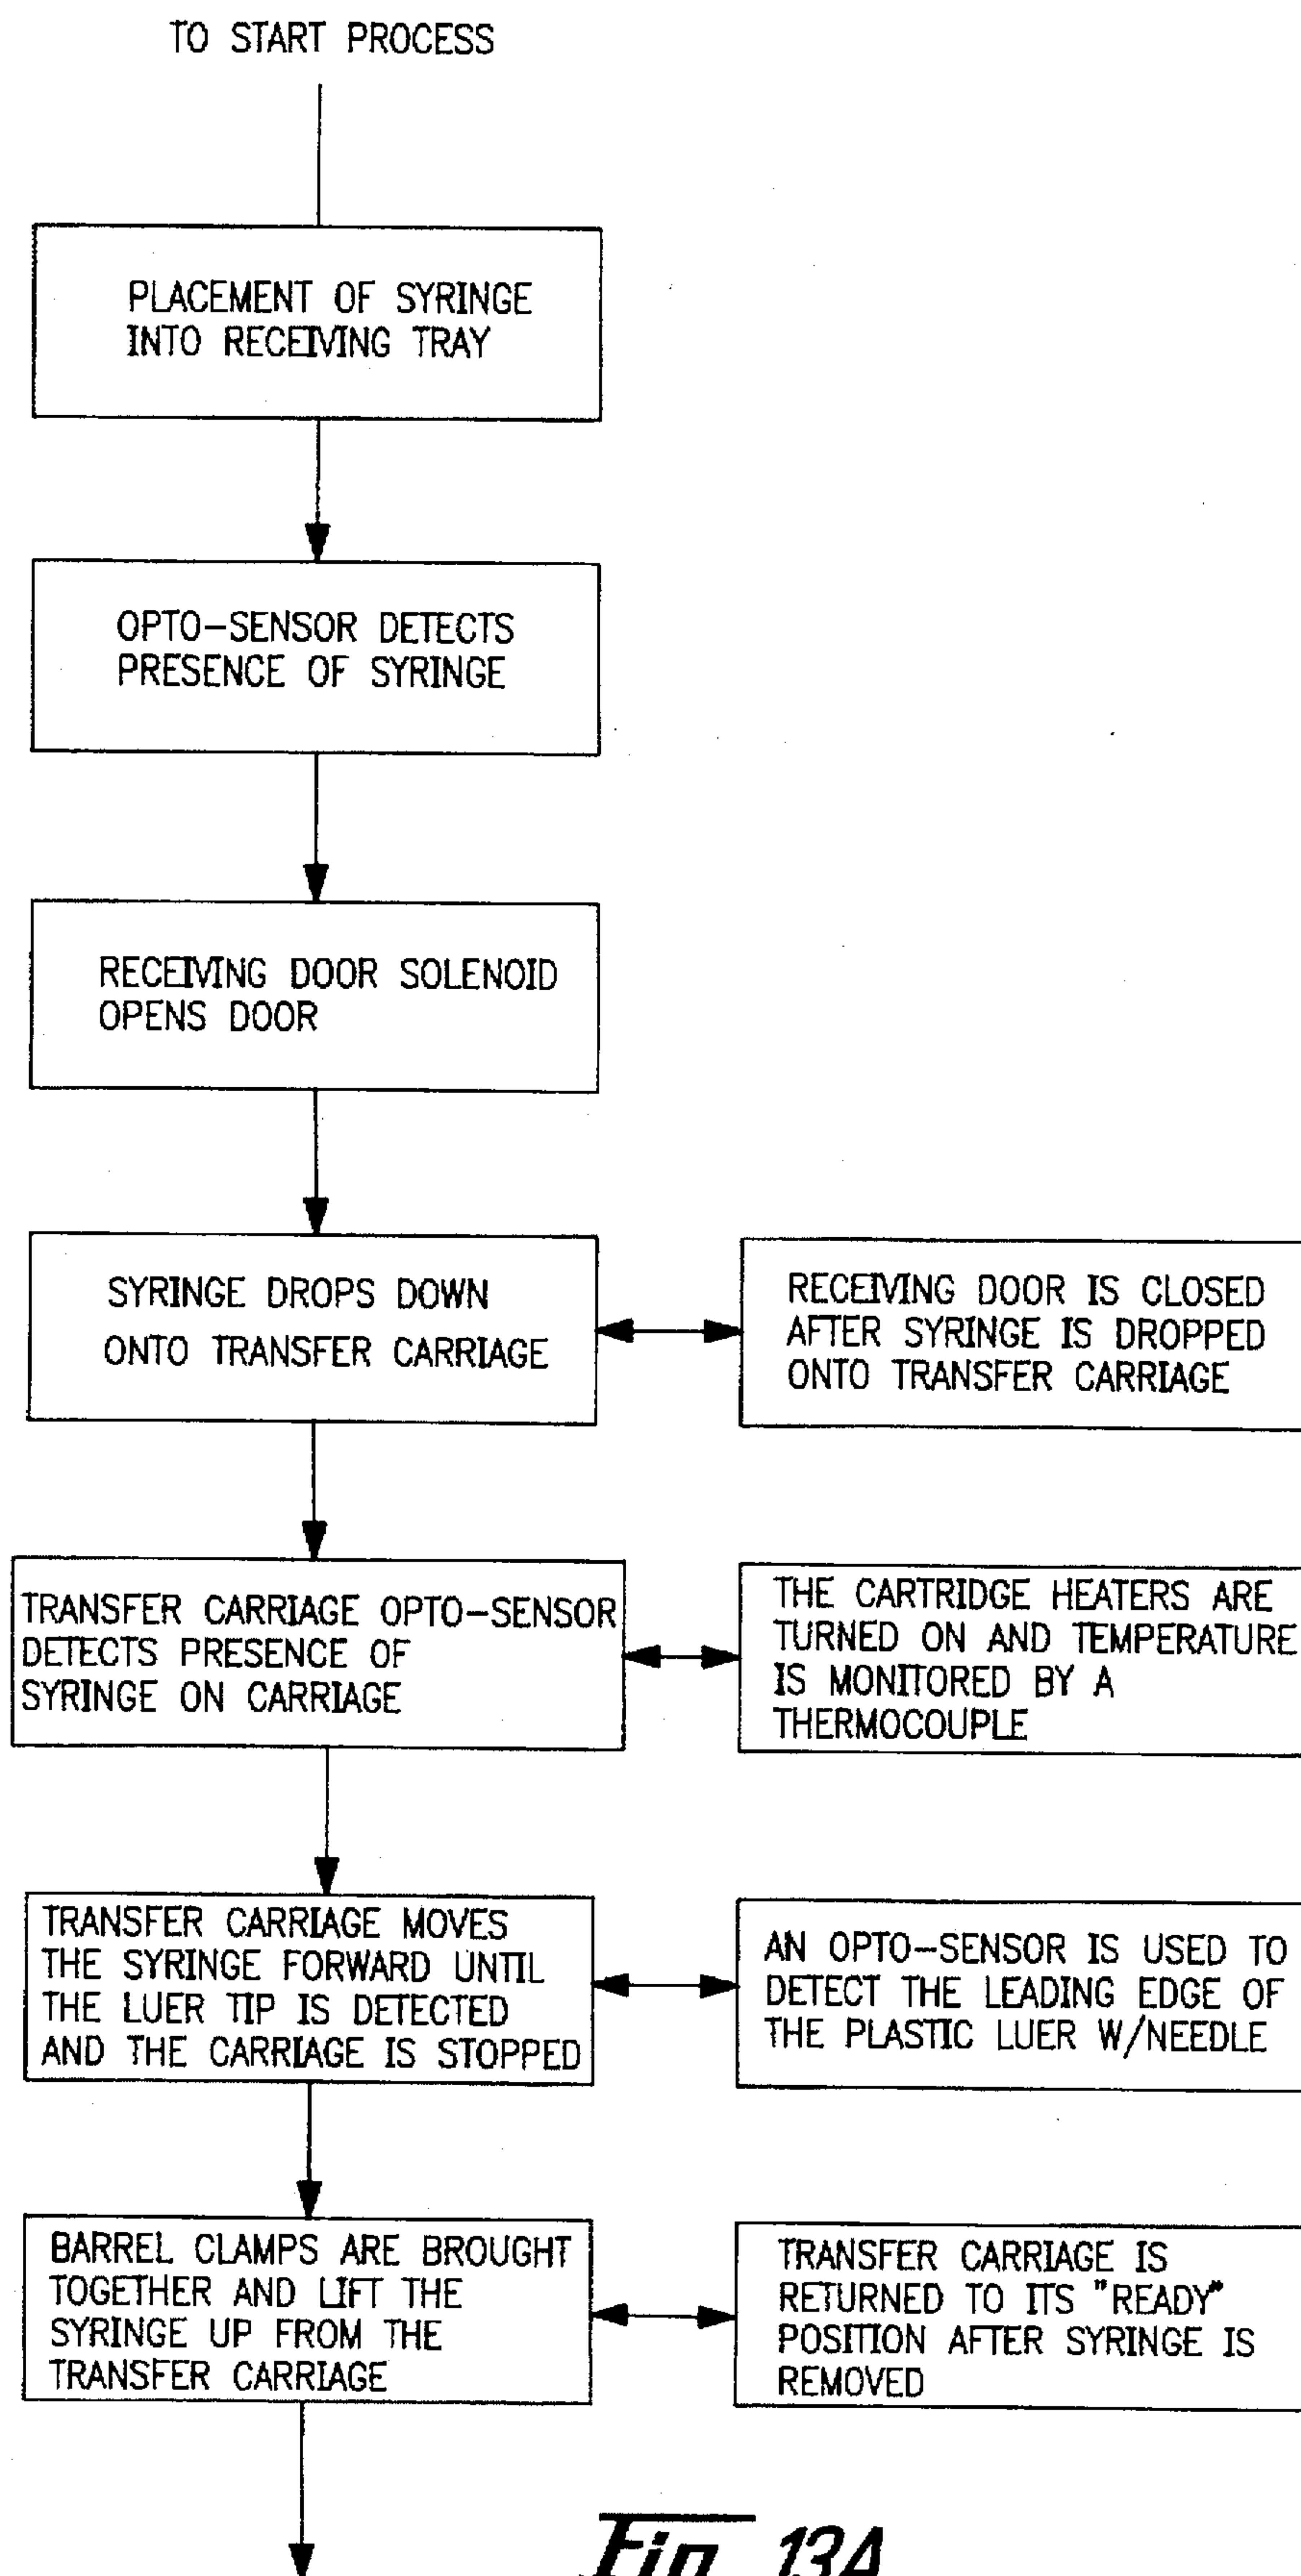 TO START PROCESS
PLACEMENT OF SYRINGE
INTO RECEIVING TRAY
OPTO-SENSOR DETECTS
PRESENCE OF SYRINGE
RECEIVING DOOR SOLENOID
OPENS DOOR
SYRINGE DROPS DOWN
ONTO TRANSFER CARRIAGE
RECEIVING DOOR IS CLOSED
AFTER SYRINGE IS DROPPED
ONTO TRANSFER CARRIAGE
TRANSFER CARRIAGE OPTO-SENSOR
DETECTS PRESENCE OF
SYRINGE ON CARRIAGE
THE CARTRIDGE HEATERS ARE
TURNED ON AND TEMPERATURE
IS MONITORED BY A
THERMOCOUPLE
TRANSFER CARRIAGE MOVES
THE SYRINGE FORWARD UNTIL
THE LUER TIP IS DETECTED
AND THE CARRIAGE IS STOPPED
AN OPTO-SENSOR IS USED TO
DETECT THE LEADING EDGE OF
THE PLASTIC LUER W/NEEDLE
BARREL CLAMPS ARE BROUGHT
TOGETHER AND LIFT THE
SYRINGE UP FROM THE
TRANSFER CARRIAGE
TRANSFER CARRIAGE IS
RETURNED TO ITS "READY"
POSITION AFTER SYRINGE IS
REMOVED
Fig. 13A